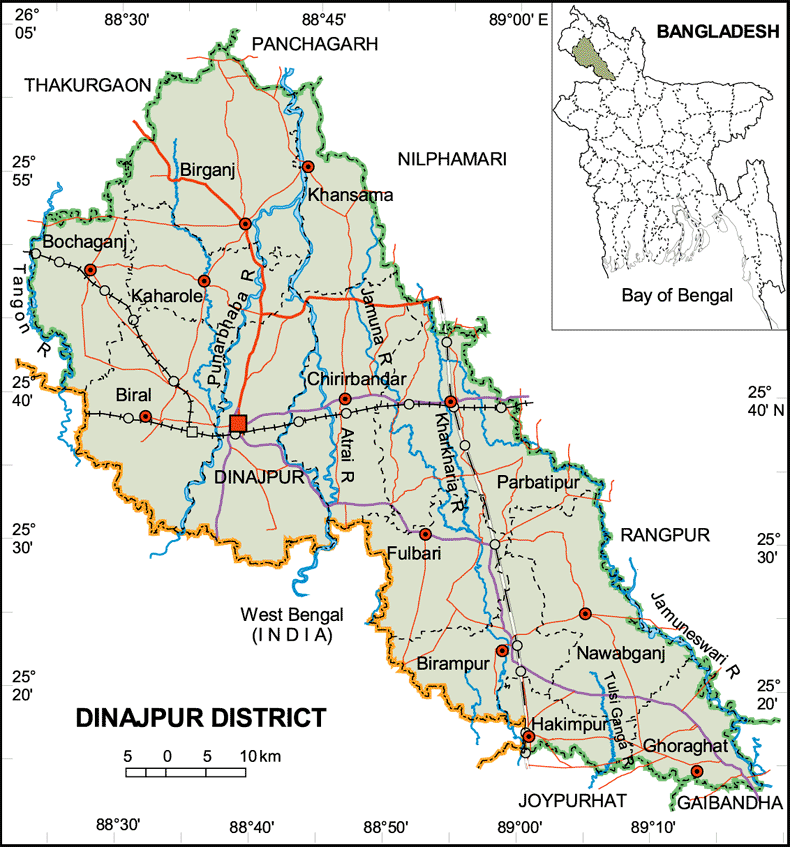 26°
05'
88°30'
88°45'
89°00' E
PANCHAGARH
BANGLADESH
THAKURGAON
NILPHAMARI
25°
55'
Birganj
Khansama
Bochaganj
Kaharole
Punarbhaba R
Tangon R
Jamuna R
Bay of Bengal
25°
40'
Biral
Chirirbandar
25°
40' N
Atrai R
Kharkharia R
DINAJPUR
Parbatipur
25°
30'
Fulbari
RANGPUR
25°
30'
West Bengal
(INDIA)
Jamuneswari R
Birampur
Nawabganj
25°
20'
25°
20'
Tulsi Ganga R
DINAJPUR DISTRICT
Hakimpur
Ghoraghat
5 0 5 10 km
JOYPURHAT
GAIBANDHA
88°30'
88°40'
88°50'
89°00'
89°10'